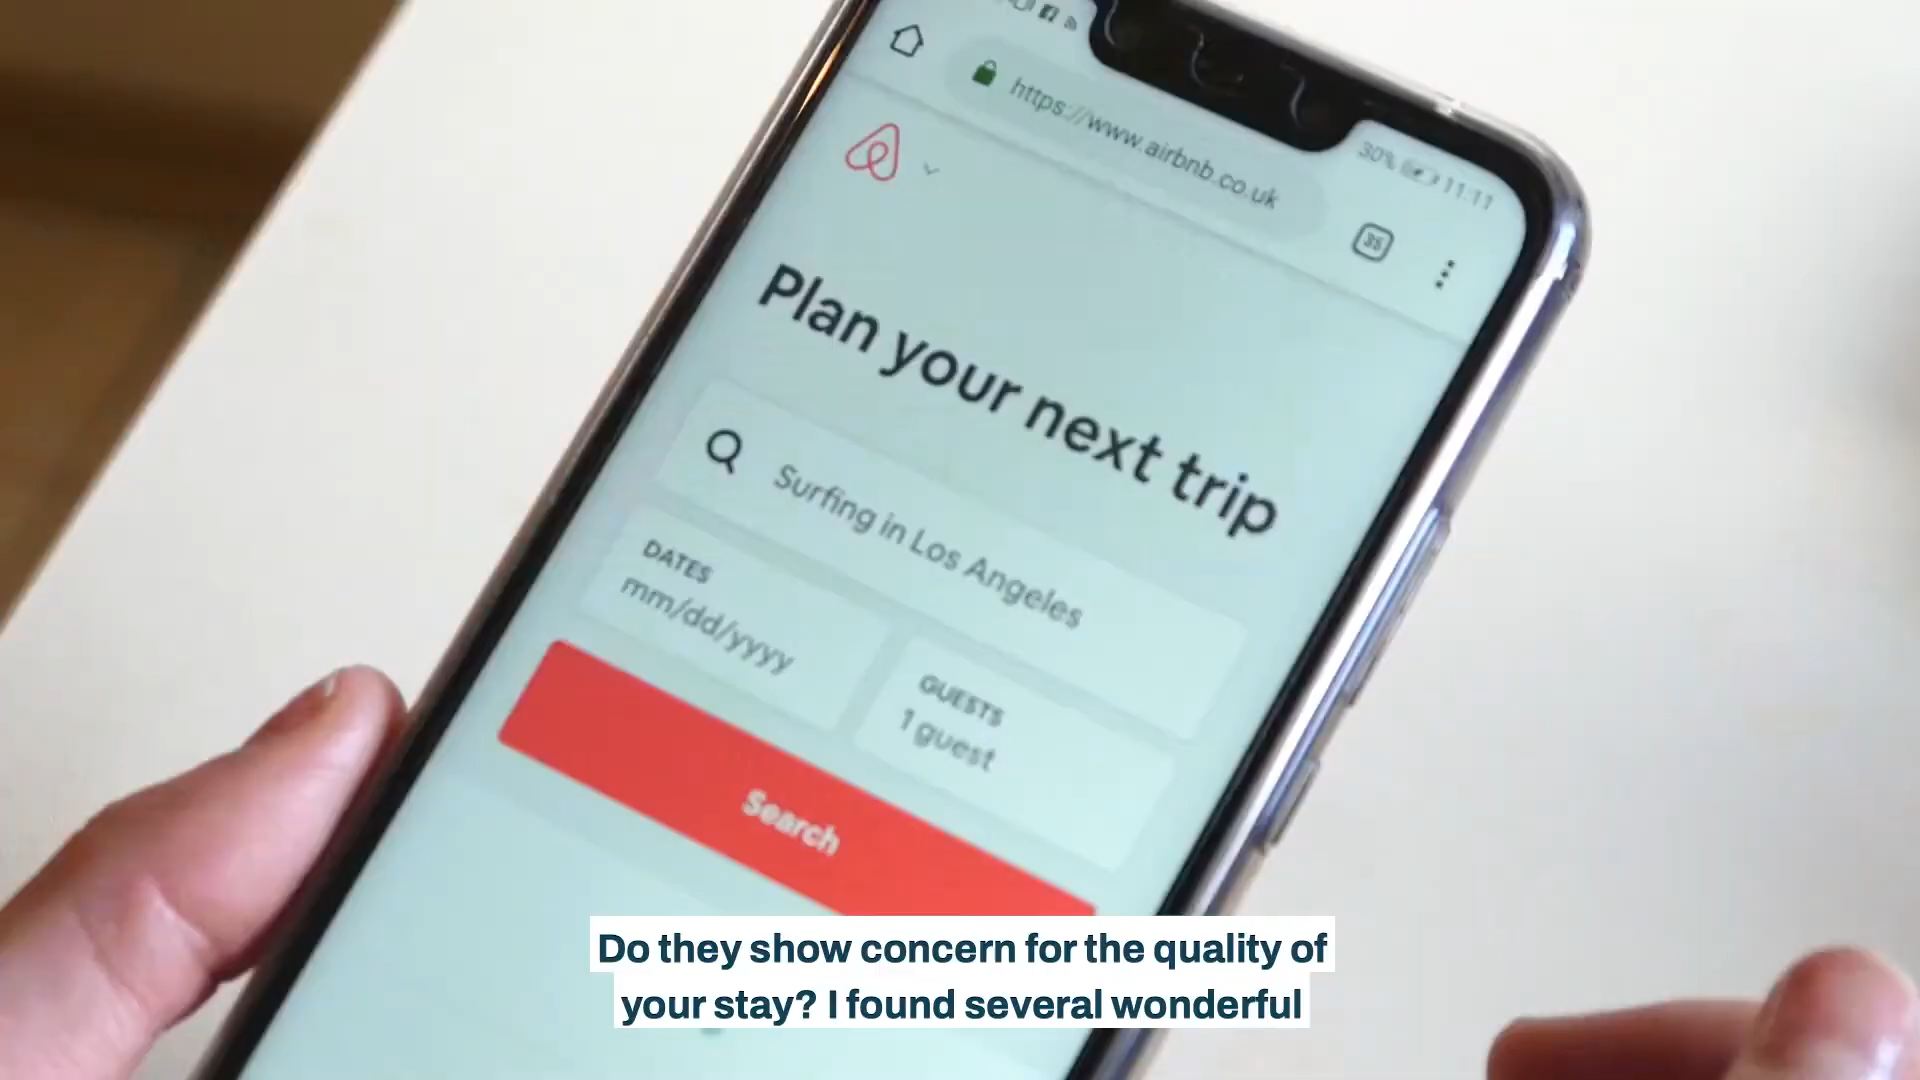 https://www.airbnb.co.uk
30% 11:11
35
Plan your next trip
Surfing in Los Angeles
DATES
mm/dd/yyyy
GUESTS
1 guest
Search
Do they show concern for the quality of
your stay? I found several wonderful